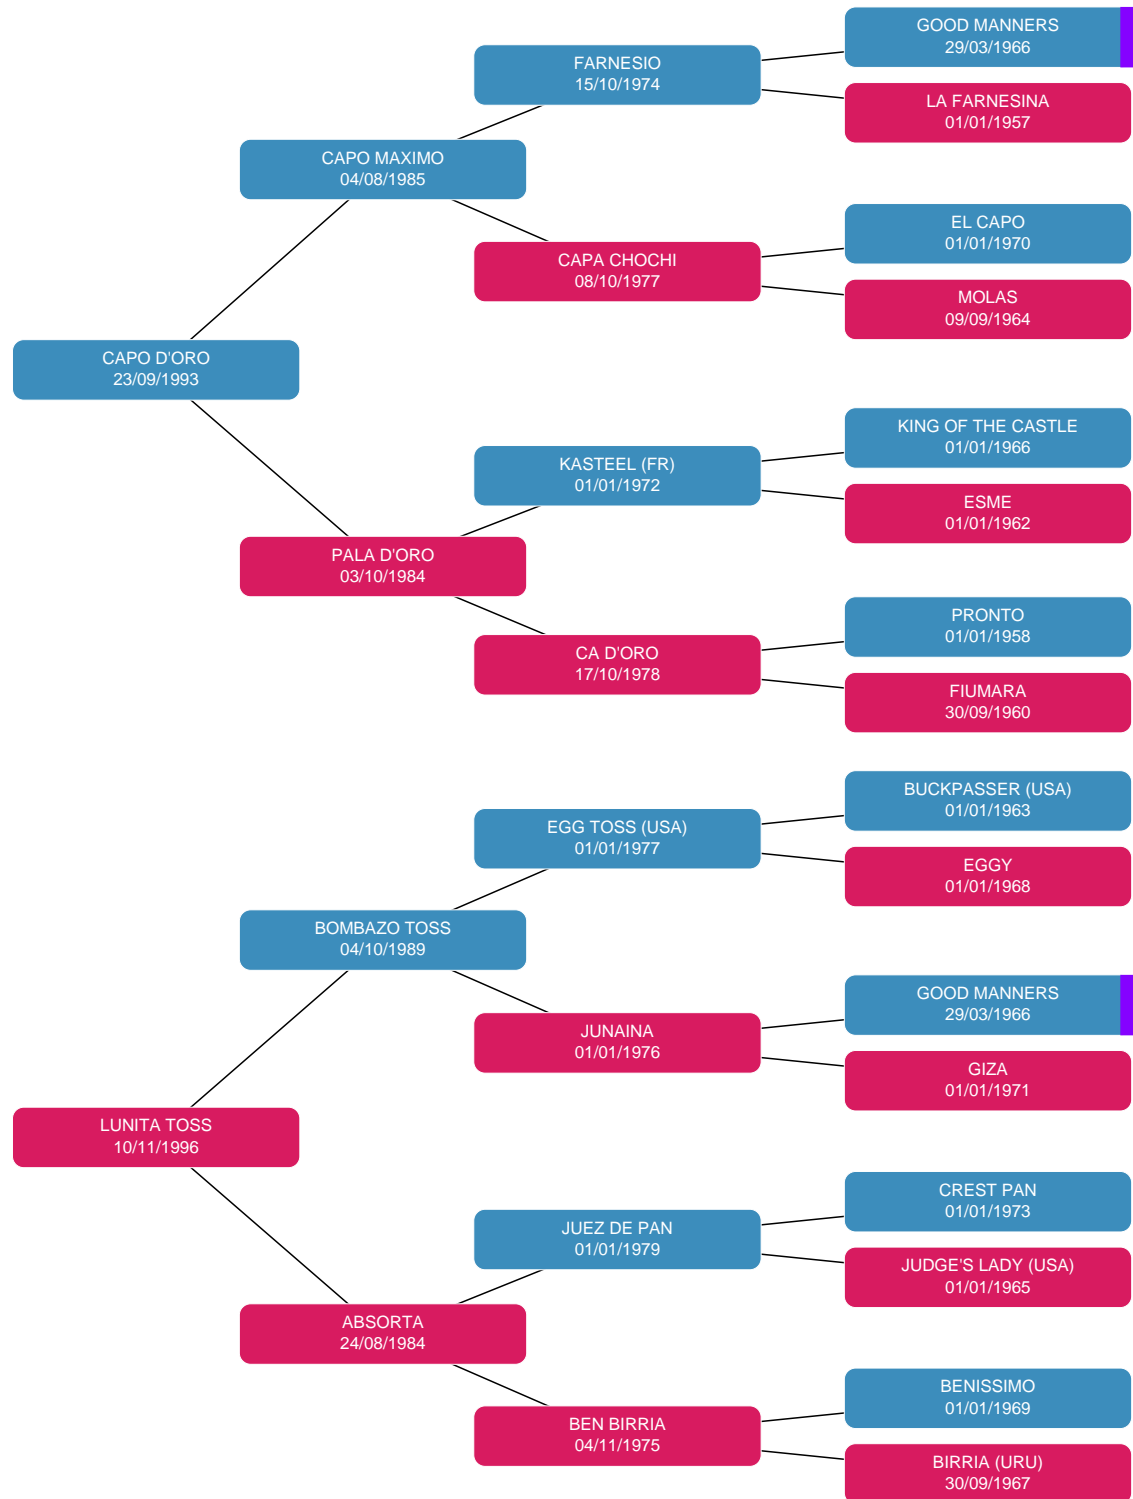 GOOD MANNERS
29/03/1966
FARNESIO
15/10/1974
LA FARNESINA
01/01/1957
CAPO MAXIMO
04/08/1985
EL CAPO
01/01/1970
CAPA CHOCHI
08/10/1977
MOLAS
09/09/1964
CAPO D'ORO
23/09/1993
KING OF THE CASTLE
01/01/1966
KASTEEL (FR)
01/01/1972
ESME
01/01/1962
PALA D'ORO
03/10/1984
PRONTO
01/01/1958
CA D'ORO
17/10/1978
FIUMARA
30/09/1960
BUCKPASSER (USA)
01/01/1963
EGG TOSS (USA)
01/01/1977
EGGY
01/01/1968
BOMBAZO TOSS
04/10/1989
GOOD MANNERS
29/03/1966
JUNAINA
01/01/1976
GIZA
01/01/1971
LUNITA TOSS
10/11/1996
CREST PAN
01/01/1973
JUEZ DE PAN
01/01/1979
JUDGE'S LADY (USA)
01/01/1965
ABSORTA
24/08/1984
BENISSIMO
01/01/1969
BEN BIRRIA
04/11/1975
BIRRIA (URU)
30/09/1967